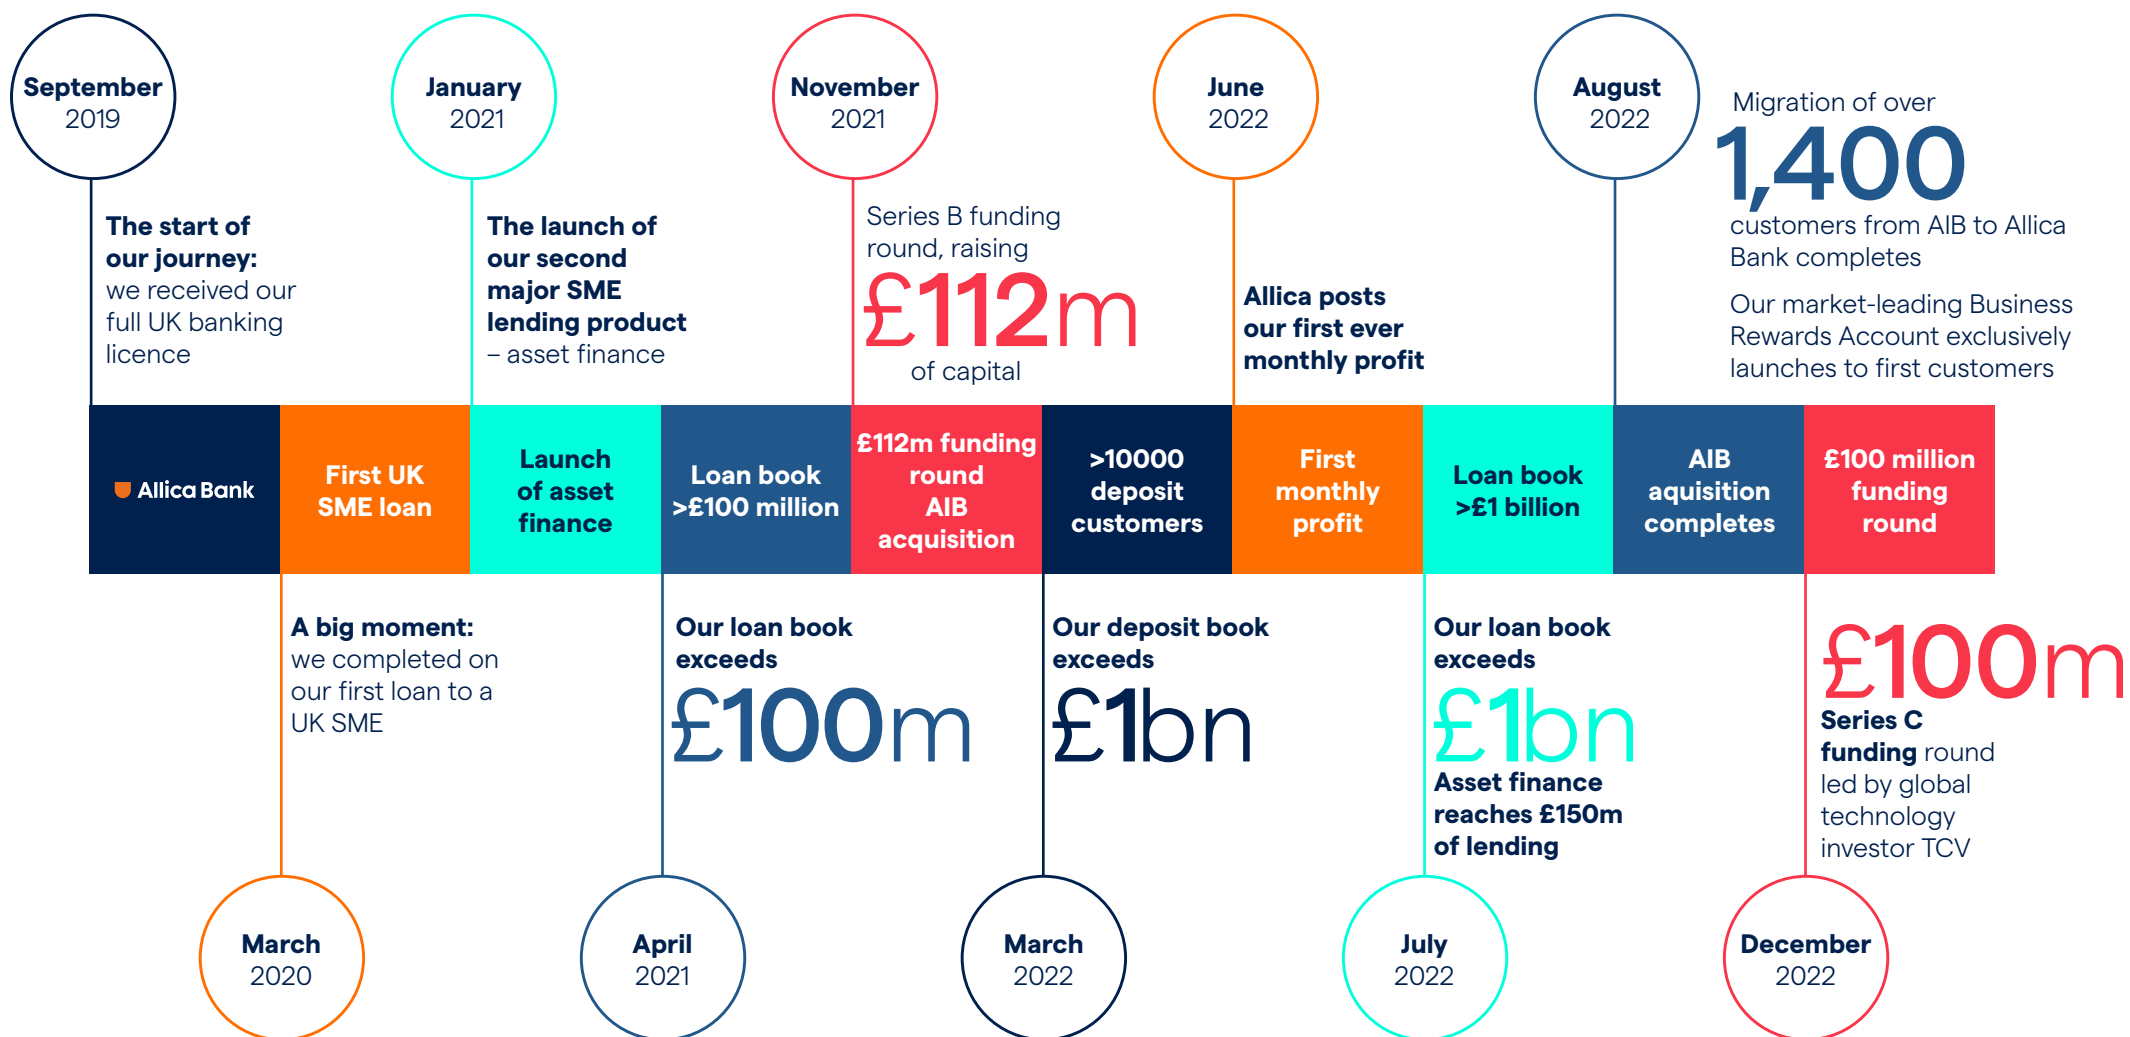 September
2019
January
2021
November
2021
June
2022
August
2022
The start of
our journey:
we received our
full UK banking
licence
The launch of
our second
major SME
lending product
– asset finance
Series B funding
round, raising
£112m
of capital
Allica posts
our first ever
monthly profit
Migration of over
1,400
customers from AIB to Allica
Bank completes
Our market-leading Business
Rewards Account exclusively
launches to first customers
Allica Bank
First UK
SME loan
Launch
of asset
finance
Loan book
>£100 million
£112m funding
round
AIB
acquisition
>10000
deposit
customers
First
monthly
profit
Loan book
>£1 billion
AIB
aquisition
completes
£100 million
funding
round
A big moment:
we completed on
our first loan to a
UK SME
Our loan book
exceeds
£100m
Our deposit book
exceeds
£1bn
Our loan book
exceeds
£1bn
Asset finance
reaches £150m
of lending
£100m
Series C
funding round
led by global
technology
investor TCV
March
2020
April
2021
March
2022
July
2022
December
2022